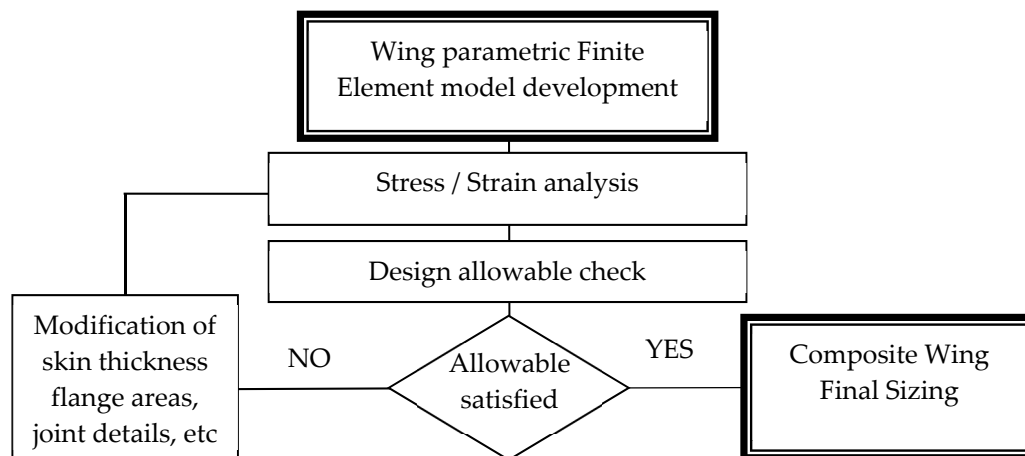 Wing parametric Finite
Element model development
Stress / Strain analysis
Design allowable check
Modification of
skin thickness
flange areas,
joint details, etc
NO
Allowable
satisfied
YES
Composite Wing
Final Sizing